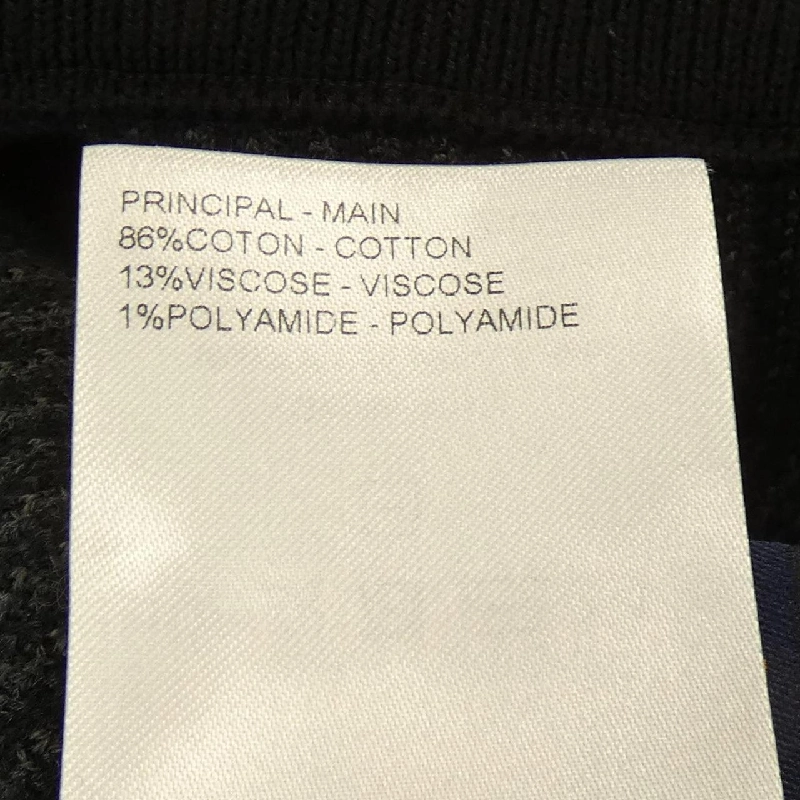 PRINCIPAL - MAIN
86%COTON - COTTON
13%VISCOSE - VISCOSE
1%POLYAMIDE - POLYAMIDE